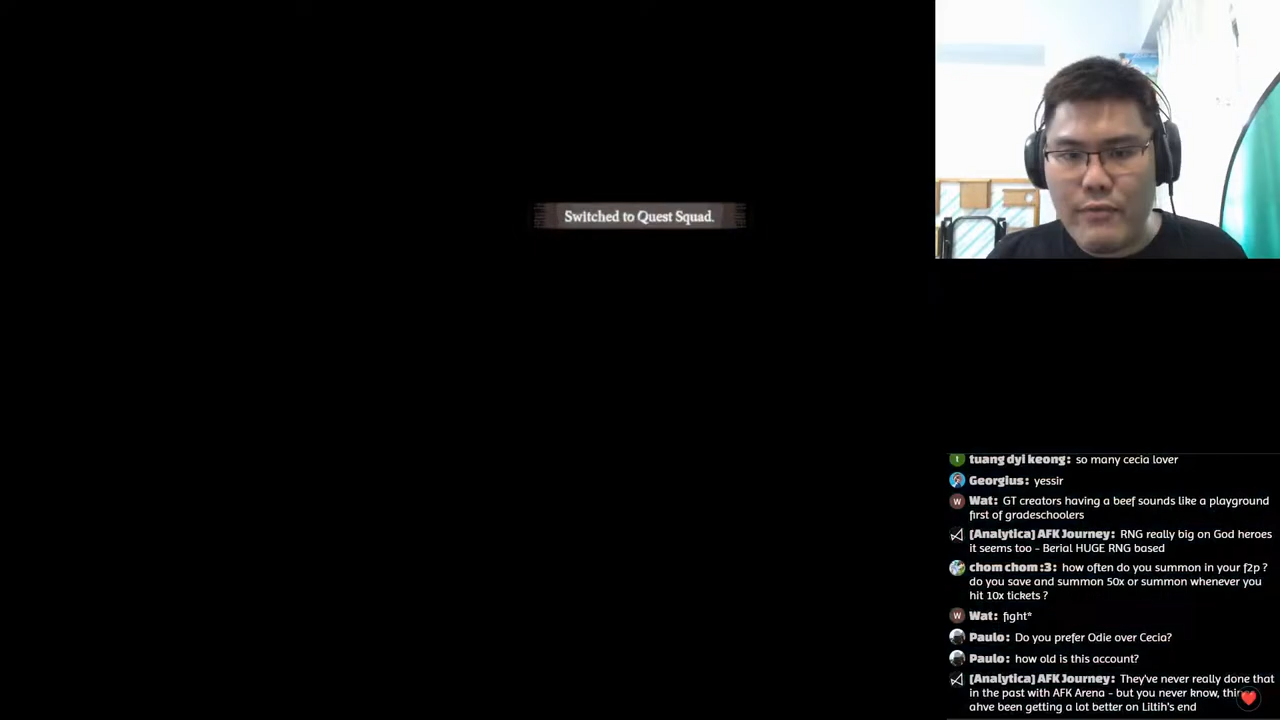 Switched to Quest Squad.
tuang dyi keong: so many cecia lover
Georgius: yessir
Wat: GT creators having a beef sounds like a playground
first of gradeschoolers
[Analytica] AFK Journey: RNG really big on God heroes
it seems too - Berial HUGE RNG based
chom chom :3: how often do you summon in your f2p ?
do you save and summon 50x or summon whenever you
hit 10x tickets ?
Wat: fight*
Paulo: Do you prefer Odie over Cecia?
Paulo: how old is this account?
[Analytica] AFK Journey: They've never really done that
in the past with AFK Arena - but you never know,
ahve been getting a lot better on Liltih's end